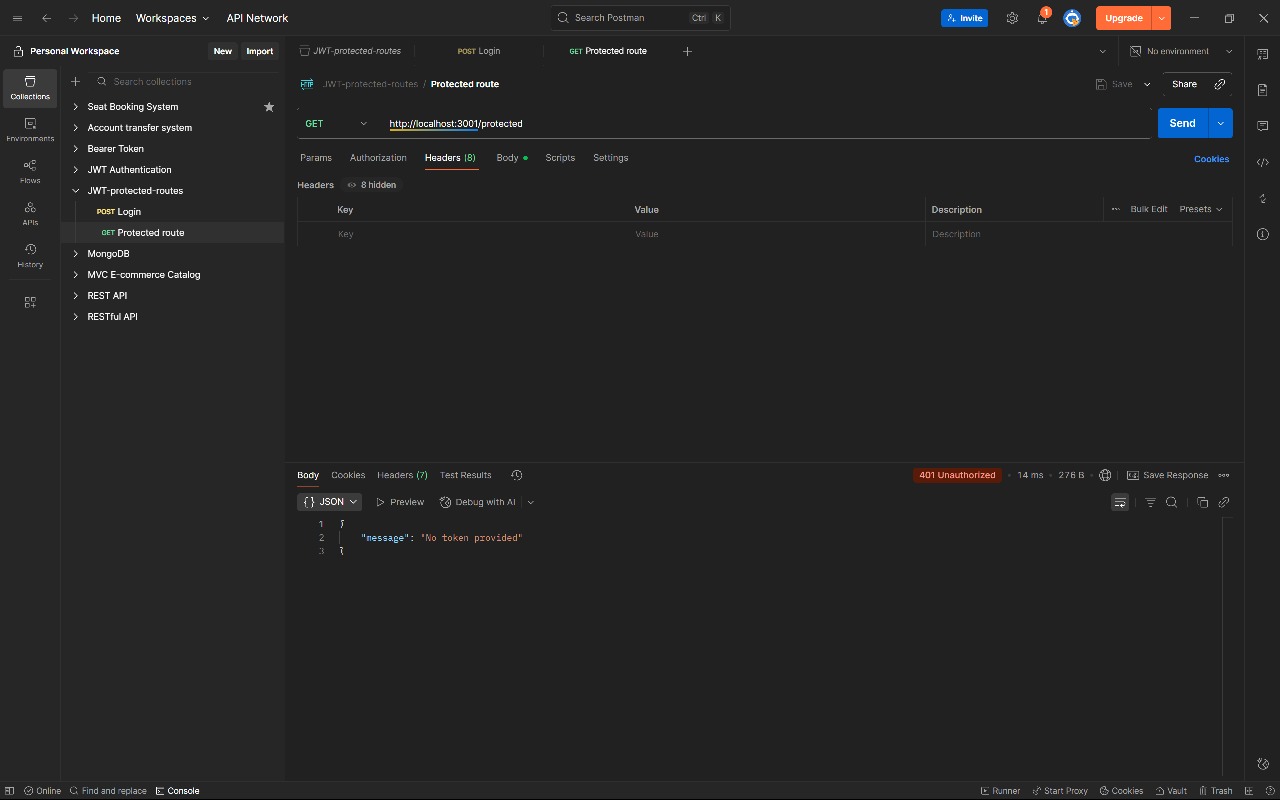 Home
Workspaces
API Network
Search Postman
Ctrl
K
Invite
1
Upgrade
Personal Workspace
New
Import
JWT-protected-routes
POST Login
GET Protected route
No environment
Collections
Environments
Flows
APIs
History
Search collections
Seat Booking System
Account transfer system
Bearer Token
JWT Authentication
JWT-protected-routes
POST Login
GET Protected route
MongoDB
MVC E-commerce Catalog
REST API
RESTful API
HTTP
JWT-protected-routes / Protected route
Save
Share
GET
http://localhost:3001/protected
Send
Params
Authorization
Headers (8)
Body
Scripts
Settings
Cookies
Headers
8 hidden
Key
Value
Description
Bulk Edit
Presets
Key
Value
Description
Body
Cookies
Headers (7)
Test Results
401 Unauthorized
14 ms
276 B
Save Response
{ } JSON
Preview
Debug with AI
1 {
2 "message": "No token provided"
3 }
Online
Find and replace
Console
Runner
Start Proxy
Cookies
Vault
Trash